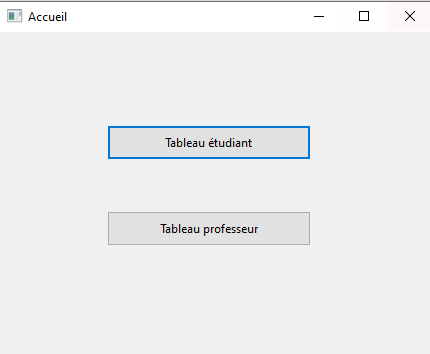 Accueil
Tableau étudiant
Tableau professeur